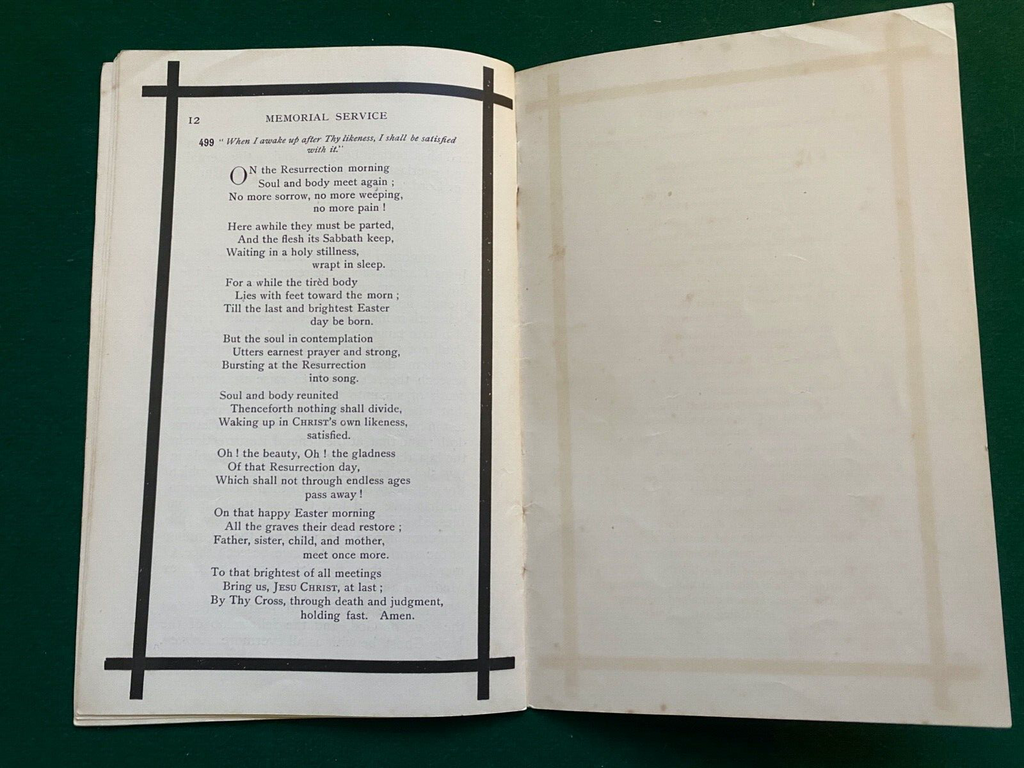 12 MEMORIAL SERVICE
499 "When I awake up after Thy likeness, I shall be satisfied
with it."
ON the Resurrection morning
Soul and body meet again ;
No more sorrow, no more weeping,
no more pain !
Here awhile they must be parted,
And the flesh its Sabbath keep,
Waiting in a holy stillness,
wrapt in sleep.
For a while the tirèd body
Lies with feet toward the morn ;
Till the last and brightest Easter
day be born.
But the soul in contemplation
Utters earnest prayer and strong,
Bursting at the Resurrection
into song.
Soul and body reunited
Thenceforth nothing shall divide,
Waking up in CHRIST'S own likeness,
satisfied.
Oh ! the beauty, Oh ! the gladness
Of that Resurrection day,
Which shall not through endless ages
pass away !
On that happy Easter morning
All the graves their dead restore ;
Father, sister, child, and mother,
meet once more.
To that brightest of all meetings
Bring us, JESU CHRIST, at last ;
By Thy Cross, through death and judgment,
holding fast. Amen.